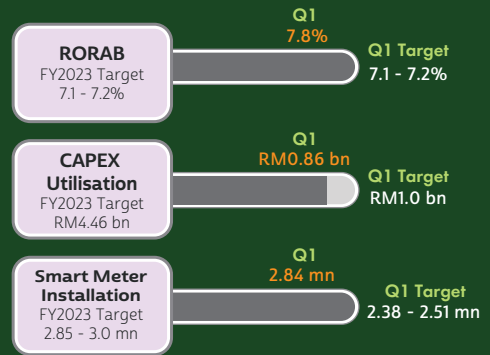 Q1
7.8%
RORAB
FY2023 Target
7.1 - 7.2%
Q1 Target
7.1 - 7.2%
Q1
RM0.86 bn
CAPEX
Utilisation
FY2023 Target
RM4.46 bn
Q1 Target
RM1.0 bn
Q1
2.84 mn
Smart Meter
Installation
FY2023 Target
2.85 - 3.0 mn
Q1 Target
2.38 - 2.51 mn